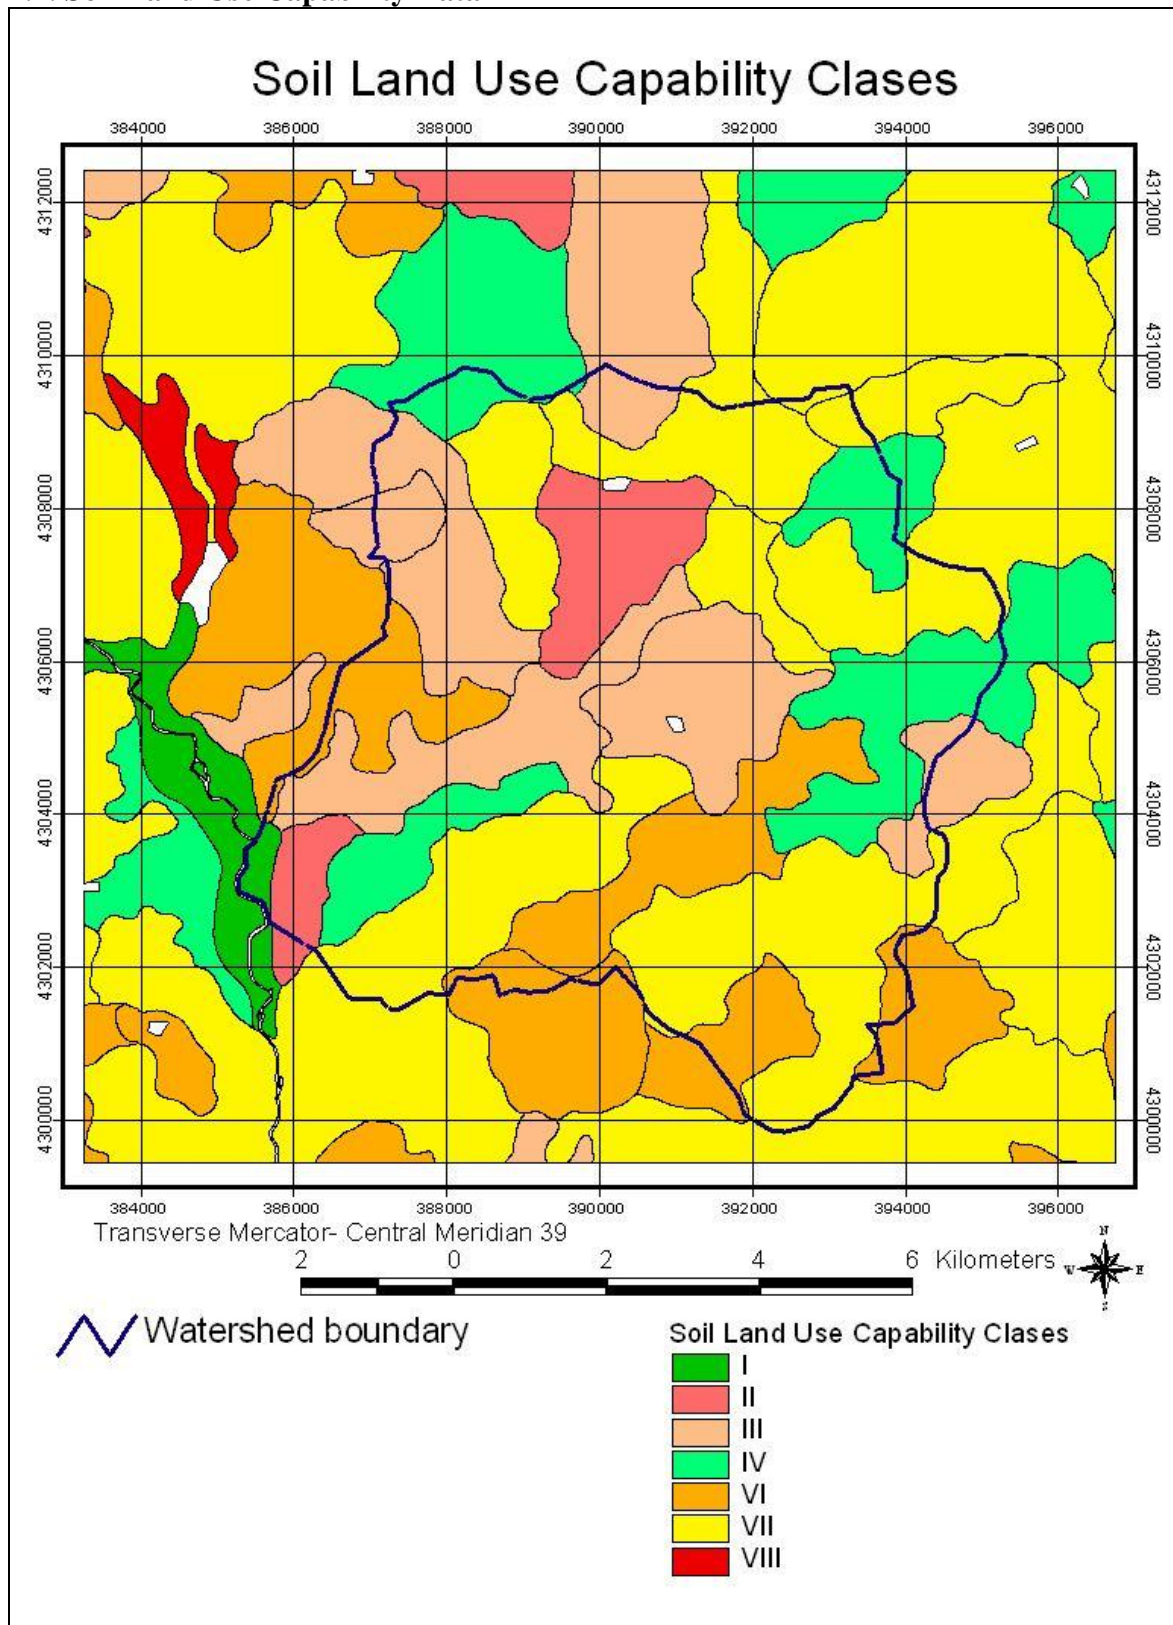 Soil Land Use Capability Clases
384000 386000 388000 390000 392000 394000 396000
4312000 4312000
4310000 4310000
4308000 4308000
4306000 4306000
4304000 4304000
4302000 4302000
4300000 4300000
384000 386000 388000 390000 392000 394000 396000
Transverse Mercator- Central Meridian 39
2 0 2 4 6 Kilometers
N
W E
S
Watershed boundary
Soil Land Use Capability Clases
I
II
III
IV
VI
VII
VIII